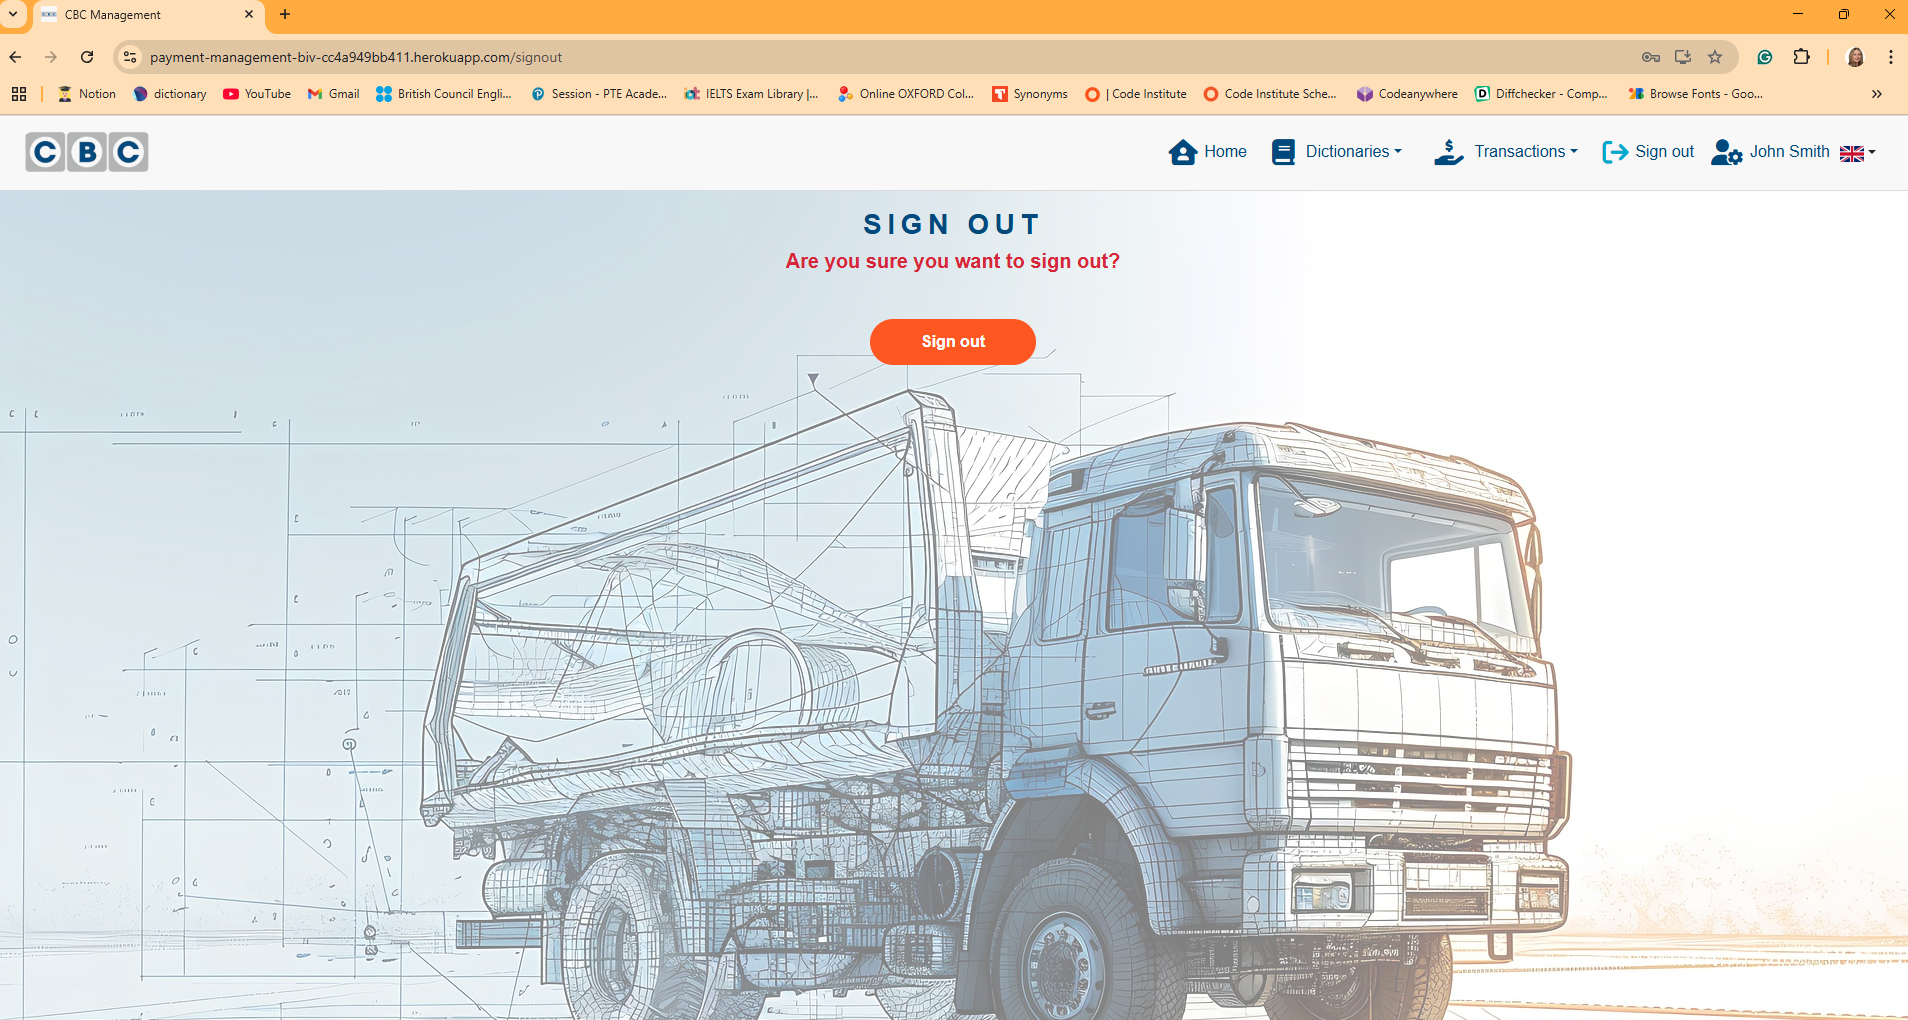 CBC Management
payment-management-biv-cc4a949bb411.herokuapp.com/signout
Notion dictionary YouTube Gmail British Council Engli... Session - PTE Acade... IELTS Exam Library |... Online OXFORD Col... Synonyms | Code Institute Code Institute Sche... Codeanywhere Diffchecker - Comp... Browse Fonts - Goo...
CBC Home Dictionaries Transactions Sign out John Smith
SIGN OUT
Are you sure you want to sign out?
Sign out